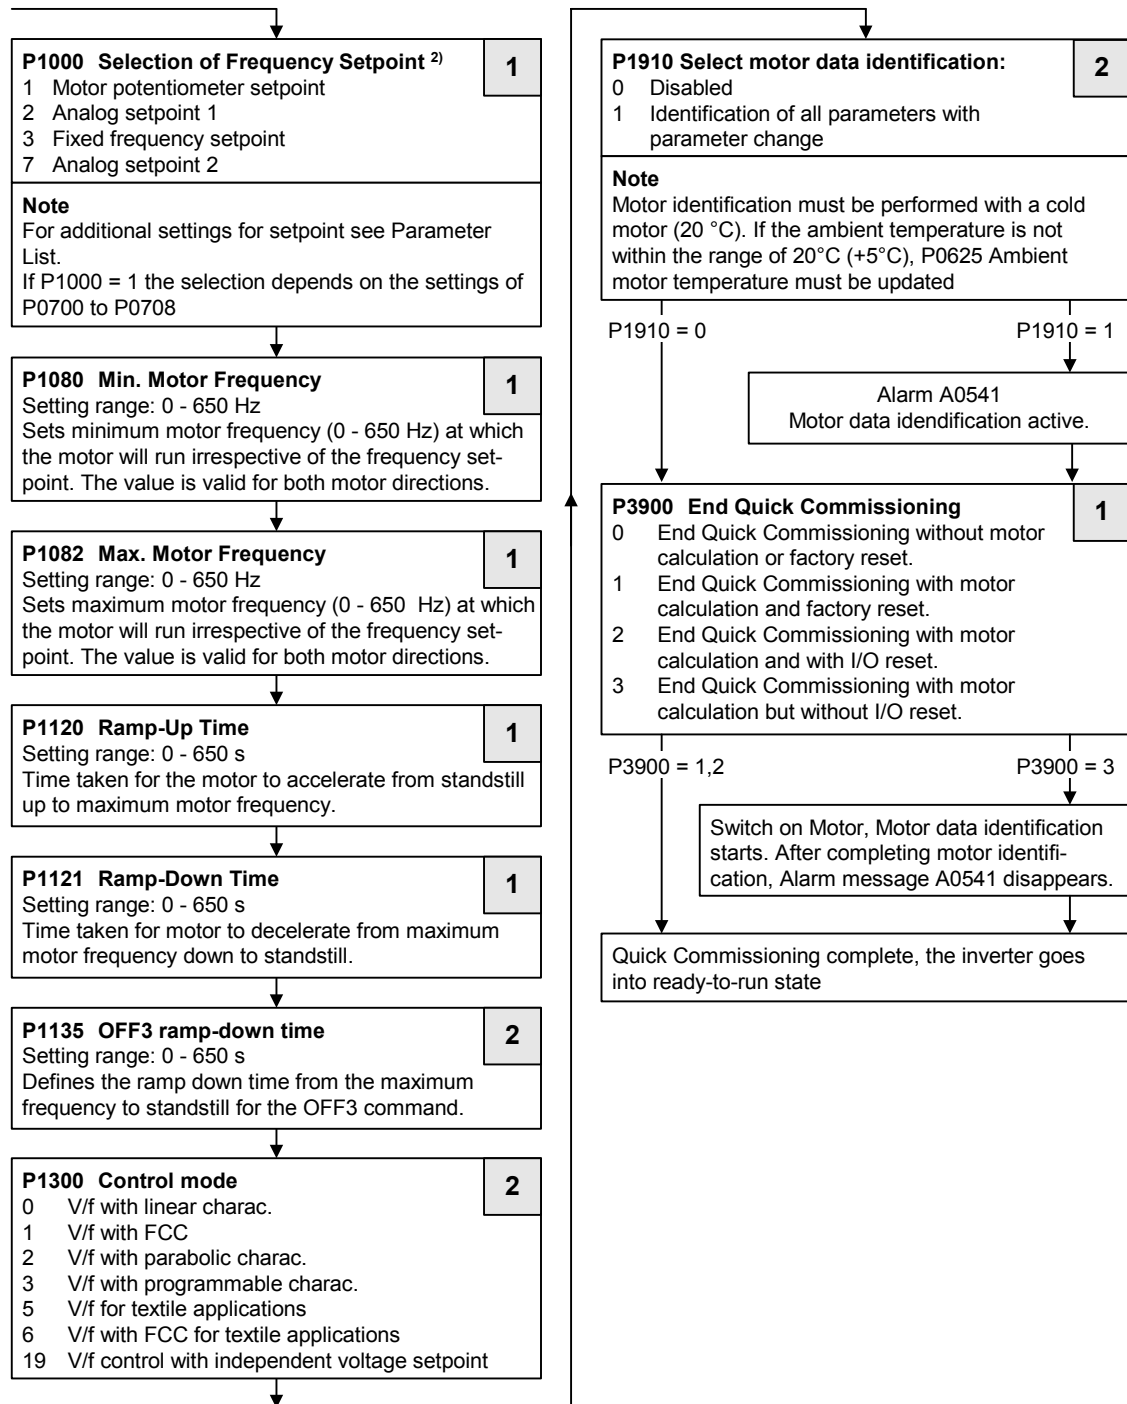 P1000 Selection of Frequency Setpoint 2)
1
1 Motor potentiometer setpoint
2 Analog setpoint 1
3 Fixed frequency setpoint
7 Analog setpoint 2
Note
For additional settings for setpoint see Parameter
List.
If P1000 = 1 the selection depends on the settings of
P0700 to P0708
P1080 Min. Motor Frequency
1
Setting range: 0 - 650 Hz
Sets minimum motor frequency (0 - 650 Hz) at which
the motor will run irrespective of the frequency set-
point. The value is valid for both motor directions.
P1082 Max. Motor Frequency
1
Setting range: 0 - 650 Hz
Sets maximum motor frequency (0 - 650 Hz) at which
the motor will run irrespective of the frequency set-
point. The value is valid for both motor directions.
P1120 Ramp-Up Time
1
Setting range: 0 - 650 s
Time taken for the motor to accelerate from standstill
up to maximum motor frequency.
P1121 Ramp-Down Time
1
Setting range: 0 - 650 s
Time taken for motor to decelerate from maximum
motor frequency down to standstill.
P1135 OFF3 ramp-down time
2
Setting range: 0 - 650 s
Defines the ramp down time from the maximum
frequency to standstill for the OFF3 command.
P1300 Control mode
2
0 V/f with linear charac.
1 V/f with FCC
2 V/f with parabolic charac.
3 V/f with programmable charac.
5 V/f for textile applications
6 V/f with FCC for textile applications
19 V/f control with independent voltage setpoint
P1910 Select motor data identification:
2
0 Disabled
1 Identification of all parameters with
parameter change
Note
Motor identification must be performed with a cold
motor (20 °C). If the ambient temperature is not
within the range of 20°C (+5°C), P0625 Ambient
motor temperature must be updated
P1910 = 0
P1910 = 1
Alarm A0541
Motor data idendification active.
P3900 End Quick Commissioning
1
0 End Quick Commissioning without motor
calculation or factory reset.
1 End Quick Commissioning with motor
calculation and factory reset.
2 End Quick Commissioning with motor
calculation and with I/O reset.
3 End Quick Commissioning with motor
calculation but without I/O reset.
P3900 = 1,2
P3900 = 3
Switch on Motor, Motor data identification
starts. After completing motor identifi-
cation, Alarm message A0541 disappears.
Quick Commissioning complete, the inverter goes
into ready-to-run state